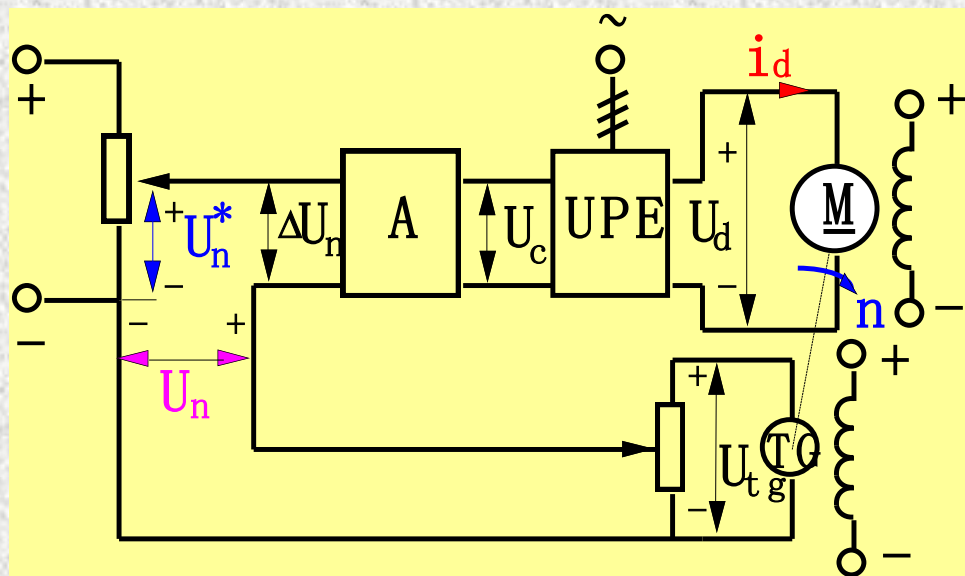 ~
i_d
+
+
+
A
UPE
M
+
U_n^*
ΔU_n
U_c
U_d
−
−
n
−
−
−
+
+
U_n
+
TG
U_tg
−
−